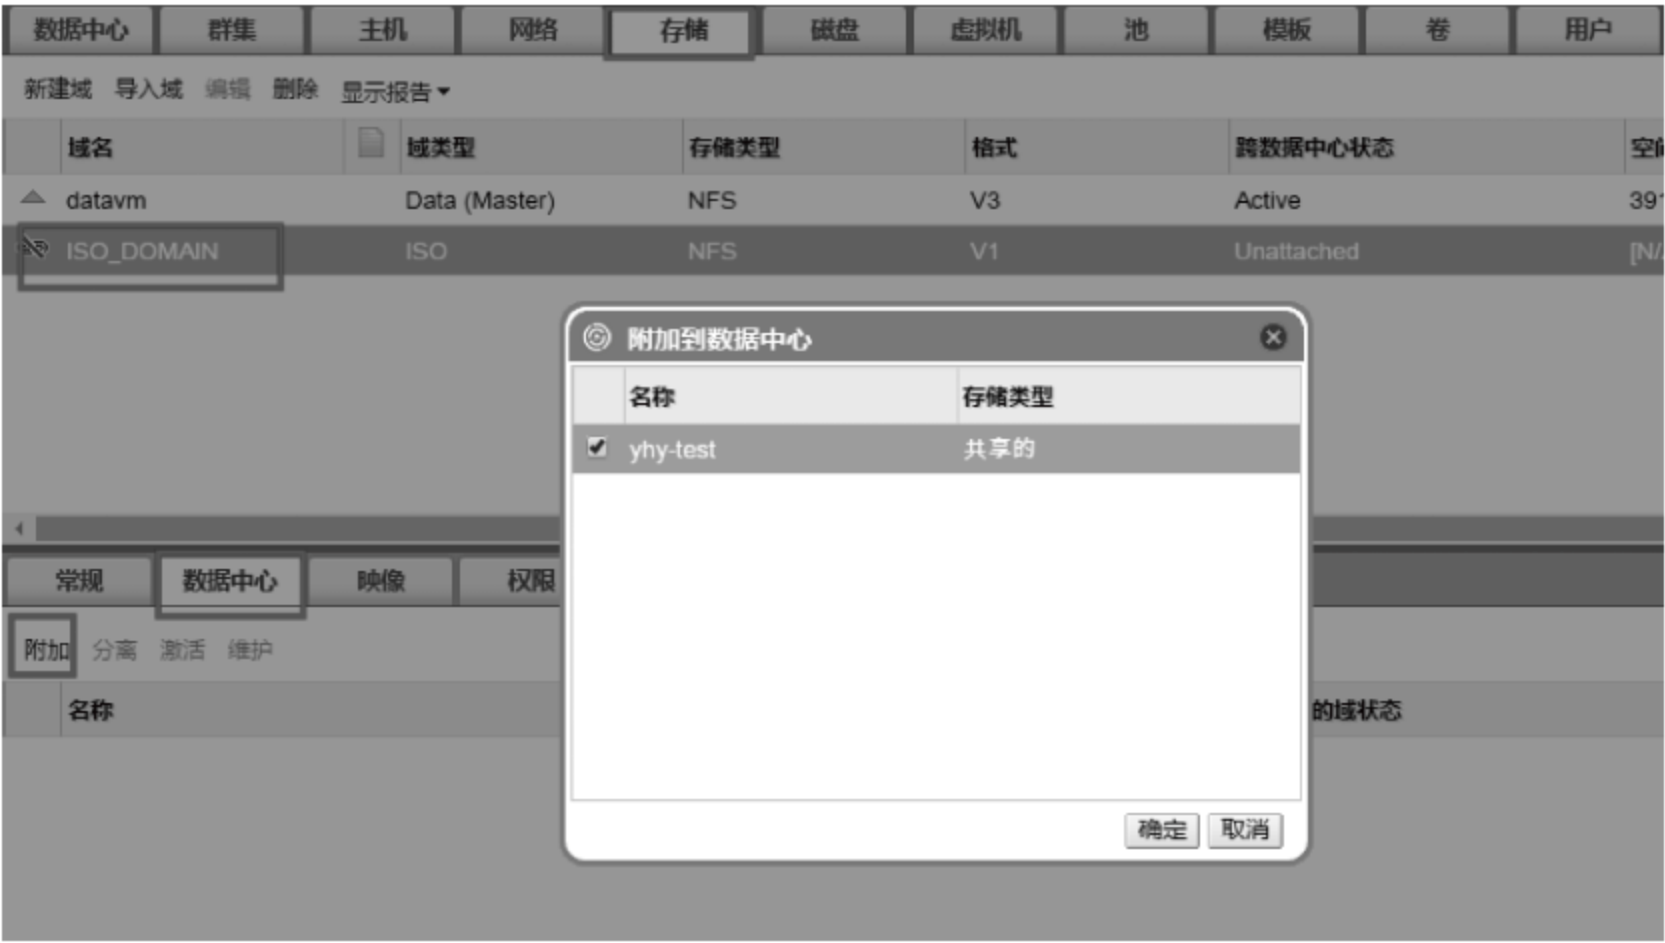 数据中心 群集 主机 网络 存储 磁盘 虚拟机 池 模板 卷 用户
新建域 导入域 编辑 删除 显示报告
域名 域类型 存储类型 格式 跨数据中心状态
datavm Data (Master) NFS V3 Active 391
ISO_DOMAIN ISO NFS V1 Unattached [N/
附加到数据中心
名称 存储类型
yhy-test 共享的
确定 取消
常规 数据中心 映像 权限
附加 分离 激活 维护
名称 的域状态